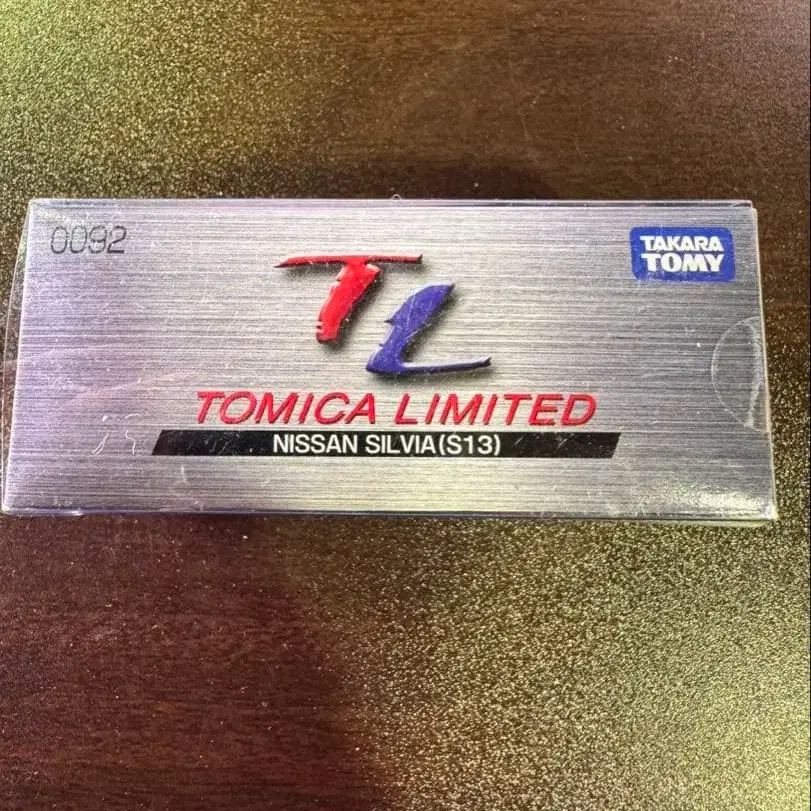 0092
TAKARA
TOMY
TL
TOMICA LIMITED
NISSAN SILVIA(S13)